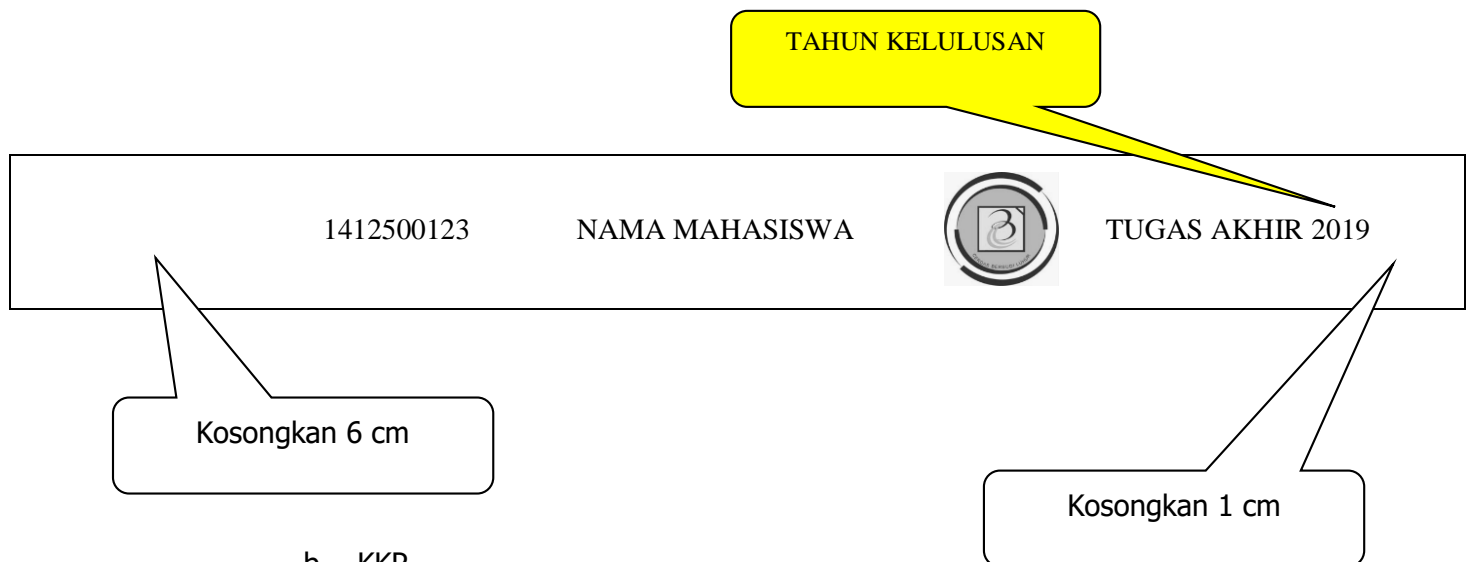 TAHUN KELULUSAN
1412500123 NAMA MAHASISWA TUGAS AKHIR 2019
Kosongkan 6 cm
Kosongkan 1 cm